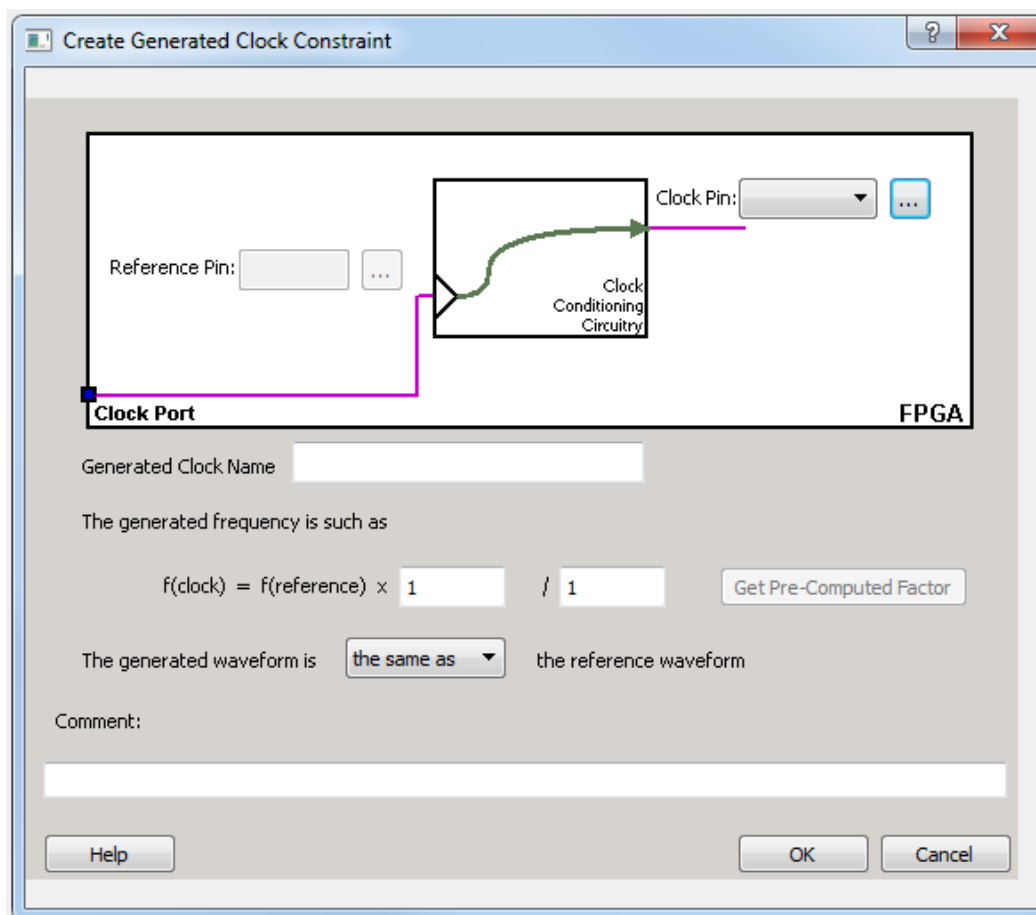 Create Generated Clock Constraint
?
Clock Pin:
...
Reference Pin:
...
Clock
Conditioning
Circuitry
Clock Port
FPGA
Generated Clock Name
The generated frequency is such as
f(clock) = f(reference) x 1 / 1 Get Pre-Computed Factor
The generated waveform is the same as the reference waveform
Comment:
Help OK Cancel